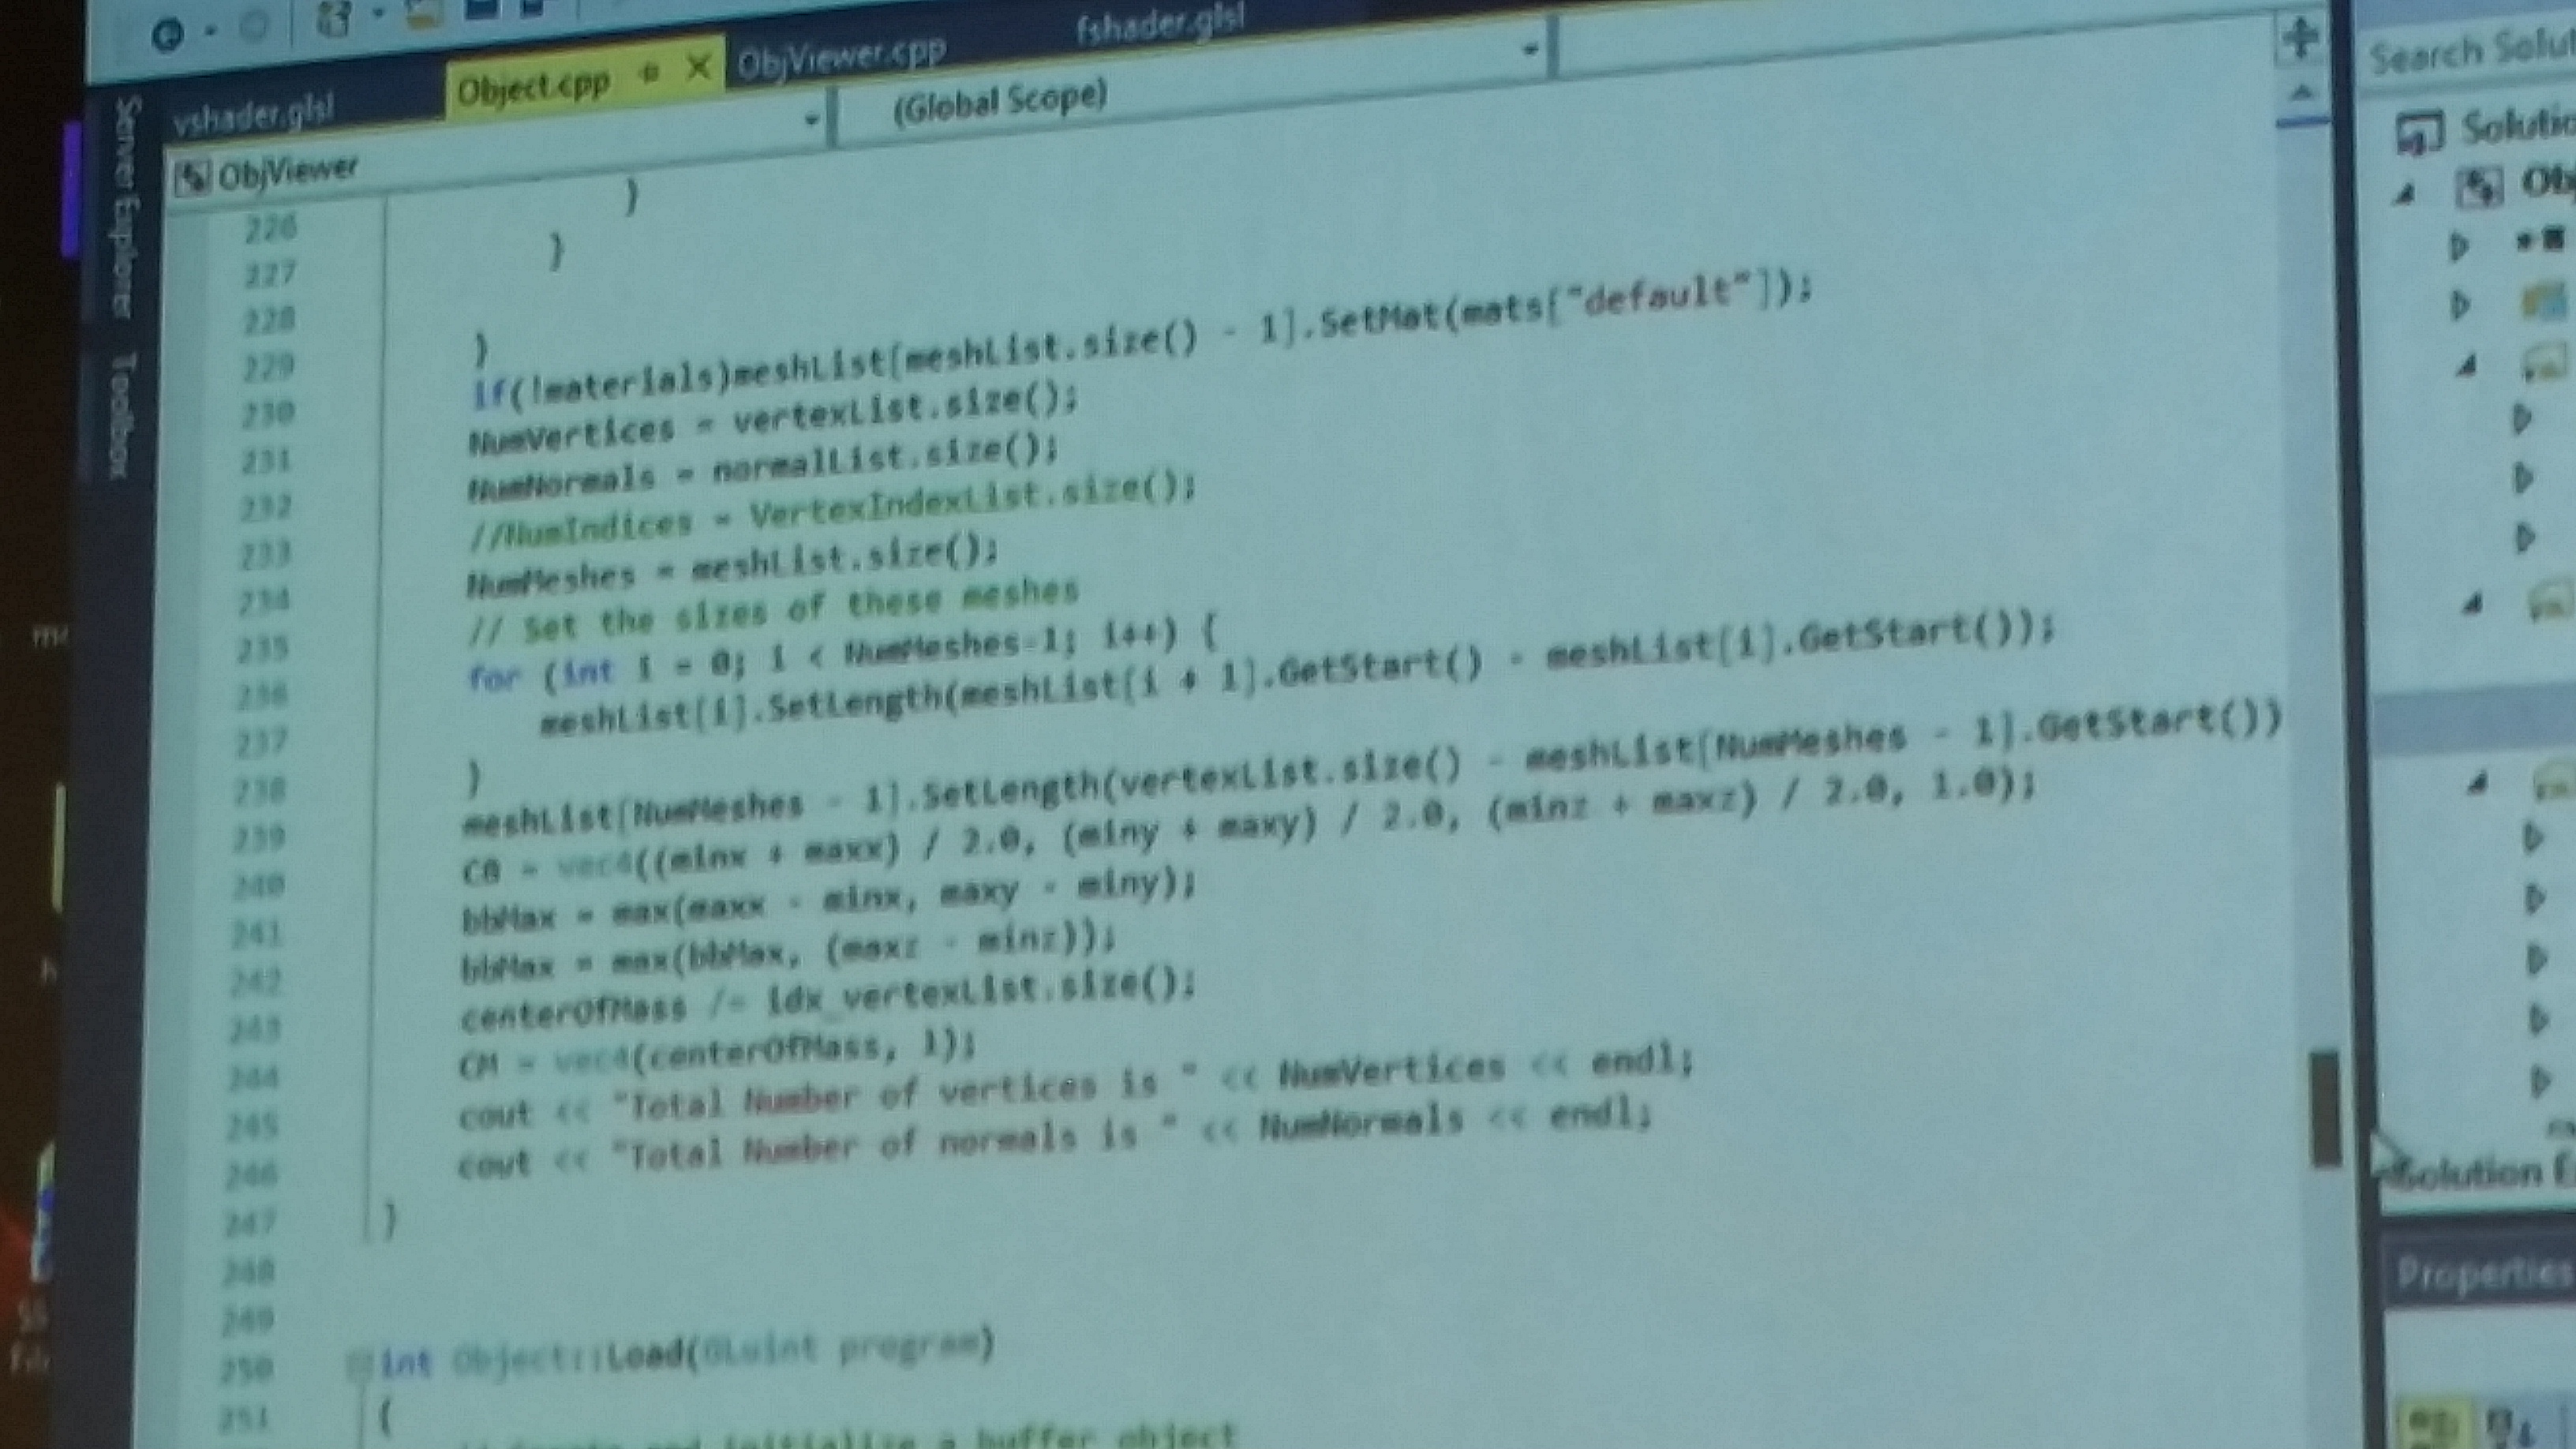 vshader.glsl Object.cpp ObjViewer.cpp fshader.glsl
Search Solu
Server Explorer
Toolbox
ObjViewer
(Global Scope)
Solutio
Obj
226 }
227 }
228
229 }
230 if(!materials)meshList[meshList.size() - 1].SetMat(mats["default"]);
231 NumVertices = vertexList.size();
232 NumNormals = normalList.size();
233 //NumIndices = VertexIndexList.size();
234 NumMeshes = meshList.size();
235 // Set the sizes of these meshes
236 for (int i = 0; i < NumMeshes-1; i++) {
237 meshList[i].SetLength(meshList[i + 1].GetStart() - meshList[i].GetStart());
238 }
239 meshList[NumMeshes - 1].SetLength(vertexList.size() - meshList[NumMeshes - 1].GetStart())
240 CB = vec4((minx + maxx) / 2.0, (miny + maxy) / 2.0, (minz + maxz) / 2.0, 1.0);
241 bbMax = max(maxx - minx, maxy - miny);
242 bbMax = max(bbMax, (maxz - minz));
243 centerOfMass /= idx_vertexList.size();
244 CM = vec4(centerOfMass, 1);
245 cout << "Total Number of vertices is " << NumVertices << endl;
246 cout << "Total Number of normals is " << NumNormals << endl;
247 }
248
249
250 int Object::Load(GLuint program)
251 {
initialize a buffer object
Solution E
Properties